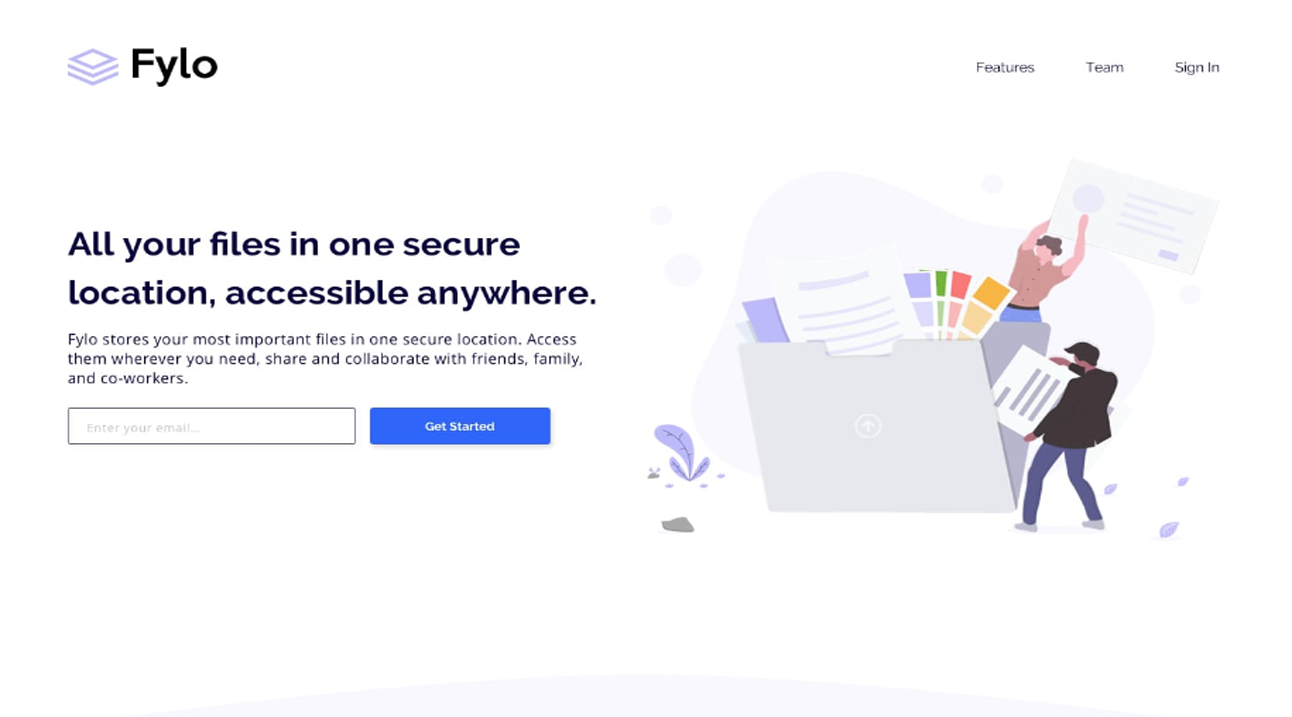 Fylo
Features
Team
Sign In
All your files in one secure
location, accessible anywhere.
Fylo stores your most important files in one secure location. Access
them wherever you need, share and collaborate with friends, family,
and co-workers.
Enter your email...
Get Started